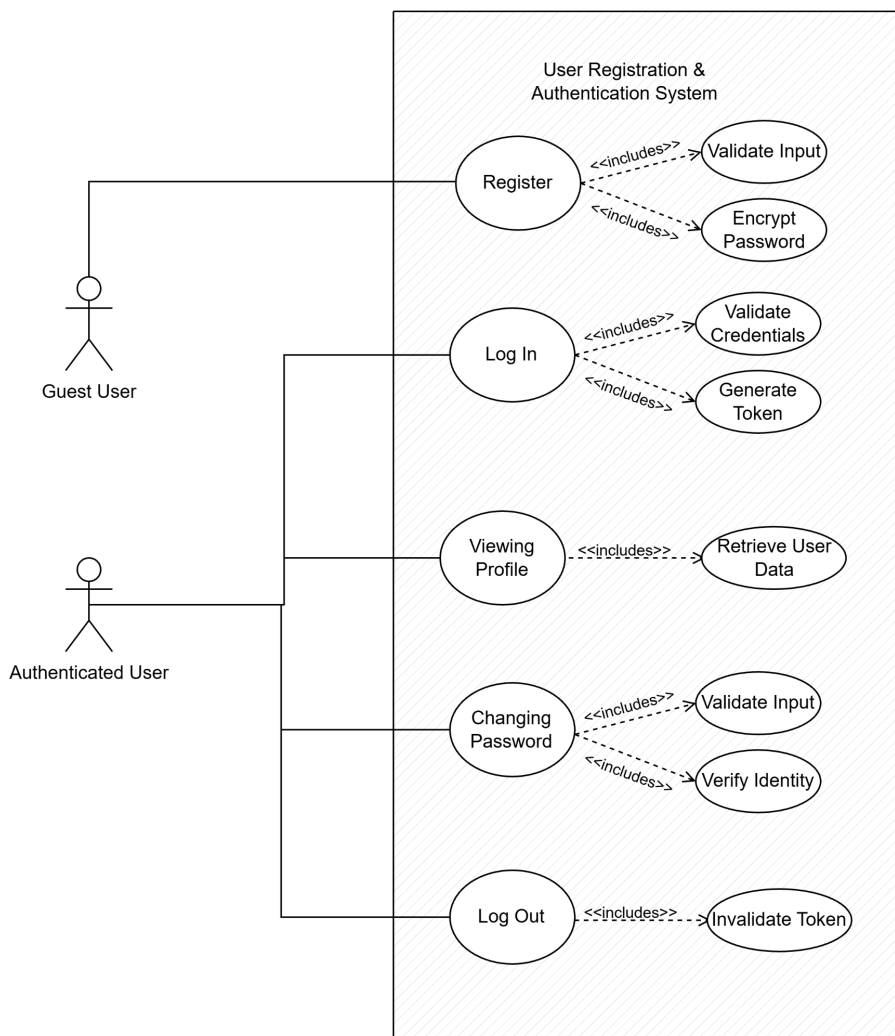 User Registration &
Authentication System
<<includes>>
Validate Input
Register
<<includes>>
Encrypt
Password
Guest User
<<includes>>
Validate
Credentials
Log In
<<includes>>
Generate
Token
Viewing
Profile
<<includes>>
Retrieve User
Data
Authenticated User
<<includes>>
Validate Input
Changing
Password
<<includes>>
Verify Identity
Log Out
<<includes>>
Invalidate Token